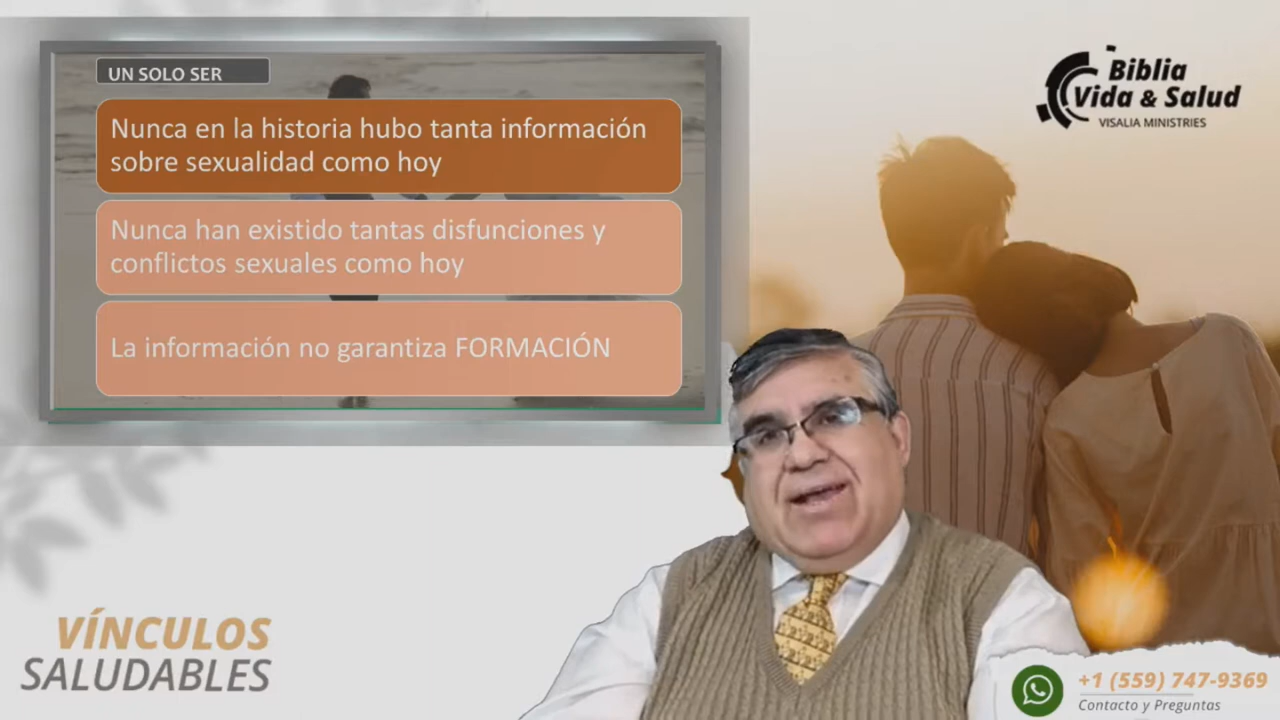 UN SOLO SER
Nunca en la historia hubo tanta información
sobre sexualidad como hoy
Nunca han existido tantas disfunciones y
conflictos sexuales como hoy
La información no garantiza FORMACIÓN
Biblia
Vida & Salud
VISALIA MINISTRIES
VÍNCULOS
SALUDABLES
+1 (559) 747-9369
Contacto y Preguntas